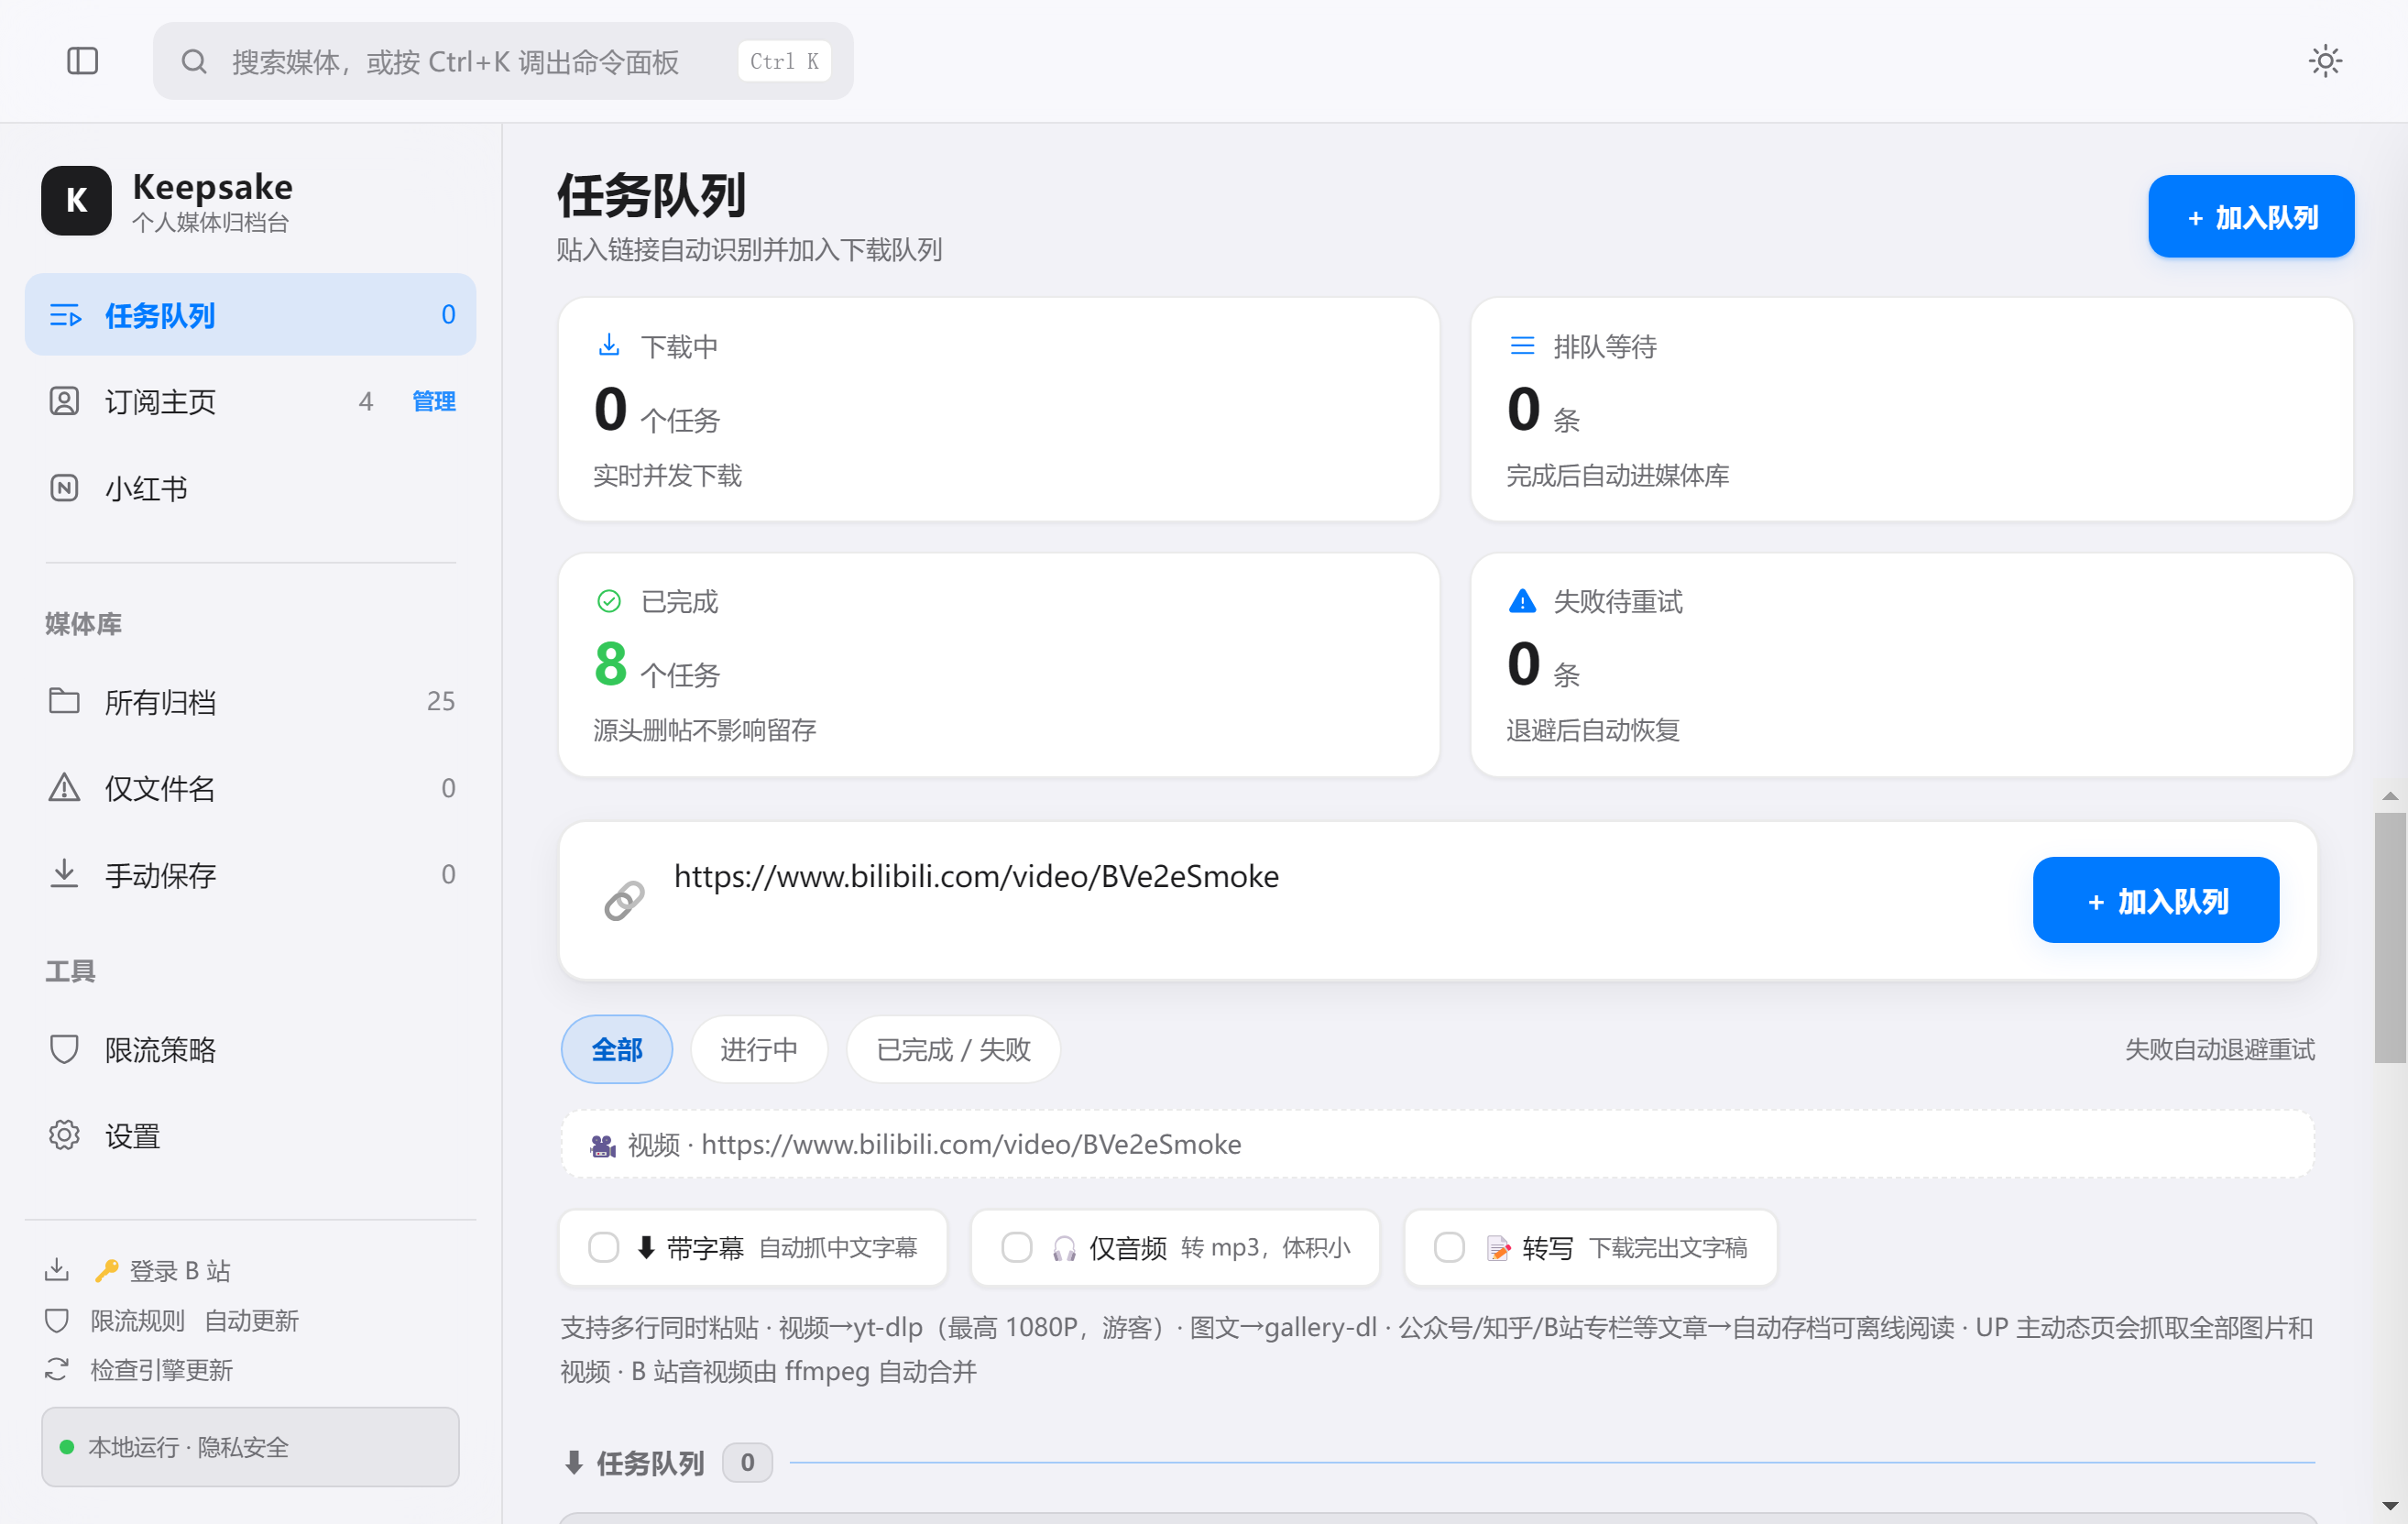 搜索媒体，或按 Ctrl+K 调出命令面板
Ctrl K
K
Keepsake
个人媒体归档台
任务队列 0
订阅主页 4 管理
小红书
媒体库
所有归档 25
仅文件名 0
手动保存 0
工具
限流策略
设置
登录 B 站
限流规则 自动更新
检查引擎更新
本地运行 · 隐私安全
任务队列
贴入链接自动识别并加入下载队列
+ 加入队列
下载中
0 个任务
实时并发下载
排队等待
0 条
完成后自动进媒体库
已完成
8 个任务
源头删帖不影响留存
失败待重试
0 条
退避后自动恢复
https://www.bilibili.com/video/BVe2eSmoke
+ 加入队列
全部
进行中
已完成 / 失败
失败自动退避重试
视频 · https://www.bilibili.com/video/BVe2eSmoke
带字幕 自动抓中文字幕
仅音频 转 mp3，体积小
转写 下载完出文字稿
支持多行同时粘贴 · 视频→yt-dlp（最高 1080P，游客）· 图文→gallery-dl · 公众号/知乎/B站专栏等文章→自动存档可离线阅读 · UP 主动态页会抓取全部图片和
视频 · B 站音视频由 ffmpeg 自动合并
任务队列 0